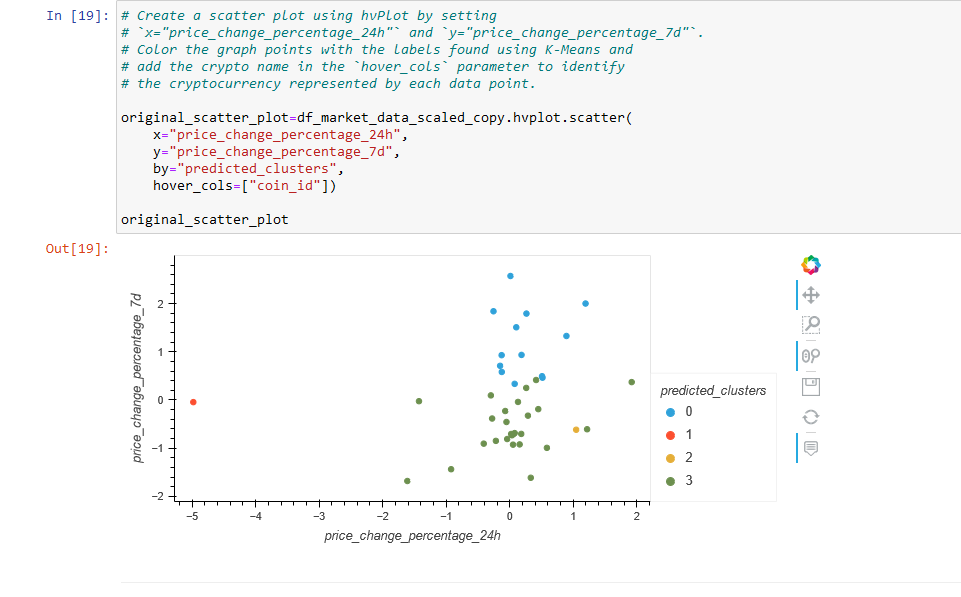 In [19]: # Create a scatter plot using hvPlot by setting
# `x="price_change_percentage_24h"` and `y="price_change_percentage_7d"`.
# Color the graph points with the labels found using K-Means and
# add the crypto name in the `hover_cols` parameter to identify
# the cryptocurrency represented by each data point.
original_scatter_plot=df_market_data_scaled_copy.hvplot.scatter(
    x="price_change_percentage_24h",
    y="price_change_percentage_7d",
    by="predicted_clusters",
    hover_cols=["coin_id"])
original_scatter_plot
Out[19]:
price_change_percentage_7d
2
1
0
−1
−2
−5 −4 −3 −2 −1 0 1 2
price_change_percentage_24h
predicted_clusters
0
1
2
3